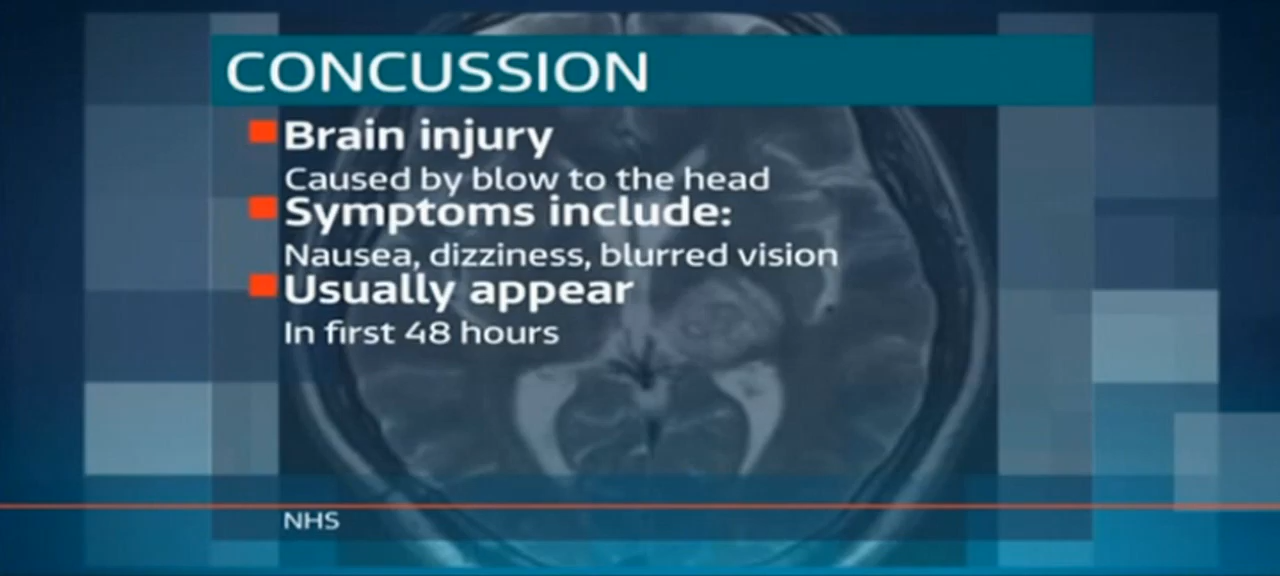 CONCUSSION
Brain injury
Caused by blow to the head
Symptoms include:
Nausea, dizziness, blurred vision
Usually appear
In first 48 hours
NHS